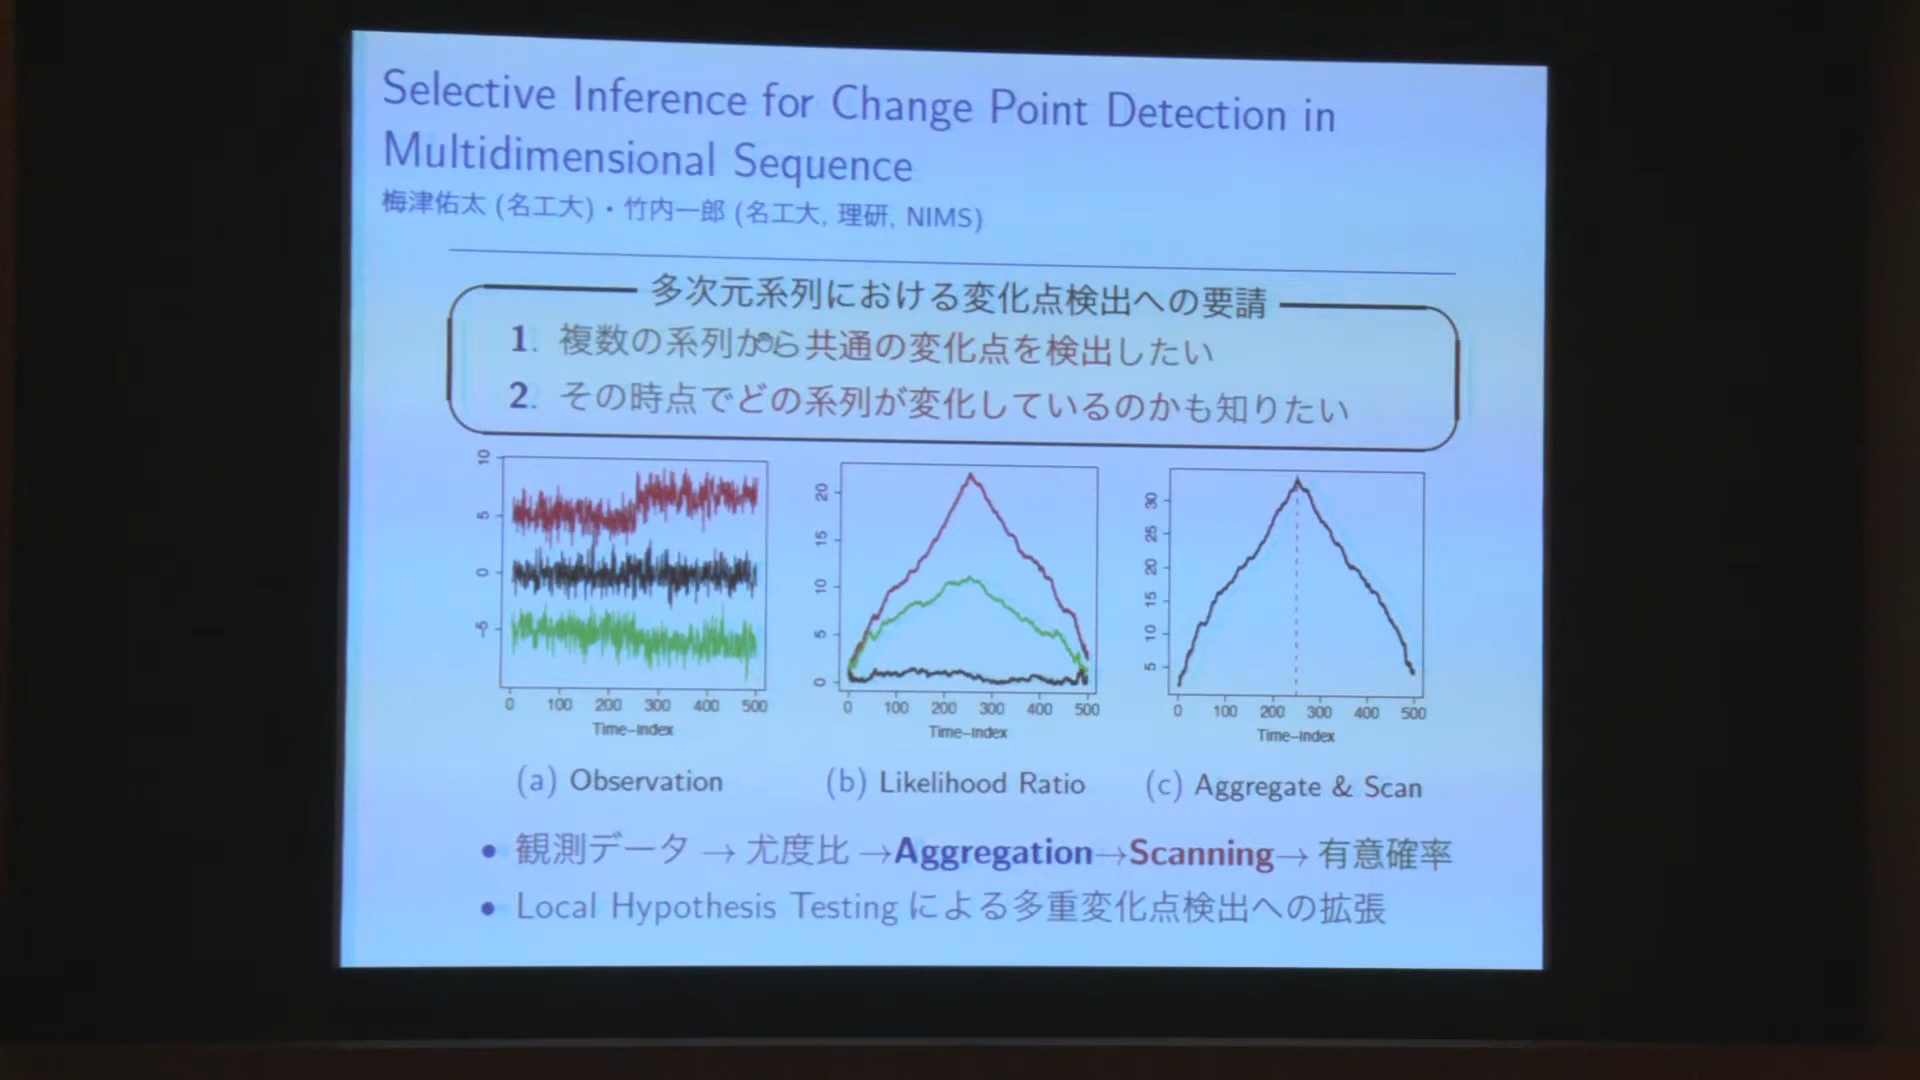 Selective Inference for Change Point Detection in
Multidimensional Sequence
梅津佑太 (名工大)・竹内一郎 (名工大, 理研, NIMS)
多次元系列における変化点検出への要請
1. 複数の系列から共通の変化点を検出したい
2. その時点でどの系列が変化しているのかも知りたい
10
5
0
-5
0 100 200 300 400 500
Time-Index
(a) Observation
20
15
10
5
0
0 100 200 300 400 500
Time-Index
(b) Likelihood Ratio
30
25
20
15
10
5
0 100 200 300 400 500
Time-Index
(c) Aggregate & Scan
• 観測データ → 尤度比 →Aggregation→Scanning→ 有意確率
• Local Hypothesis Testing による多重変化点検出への拡張